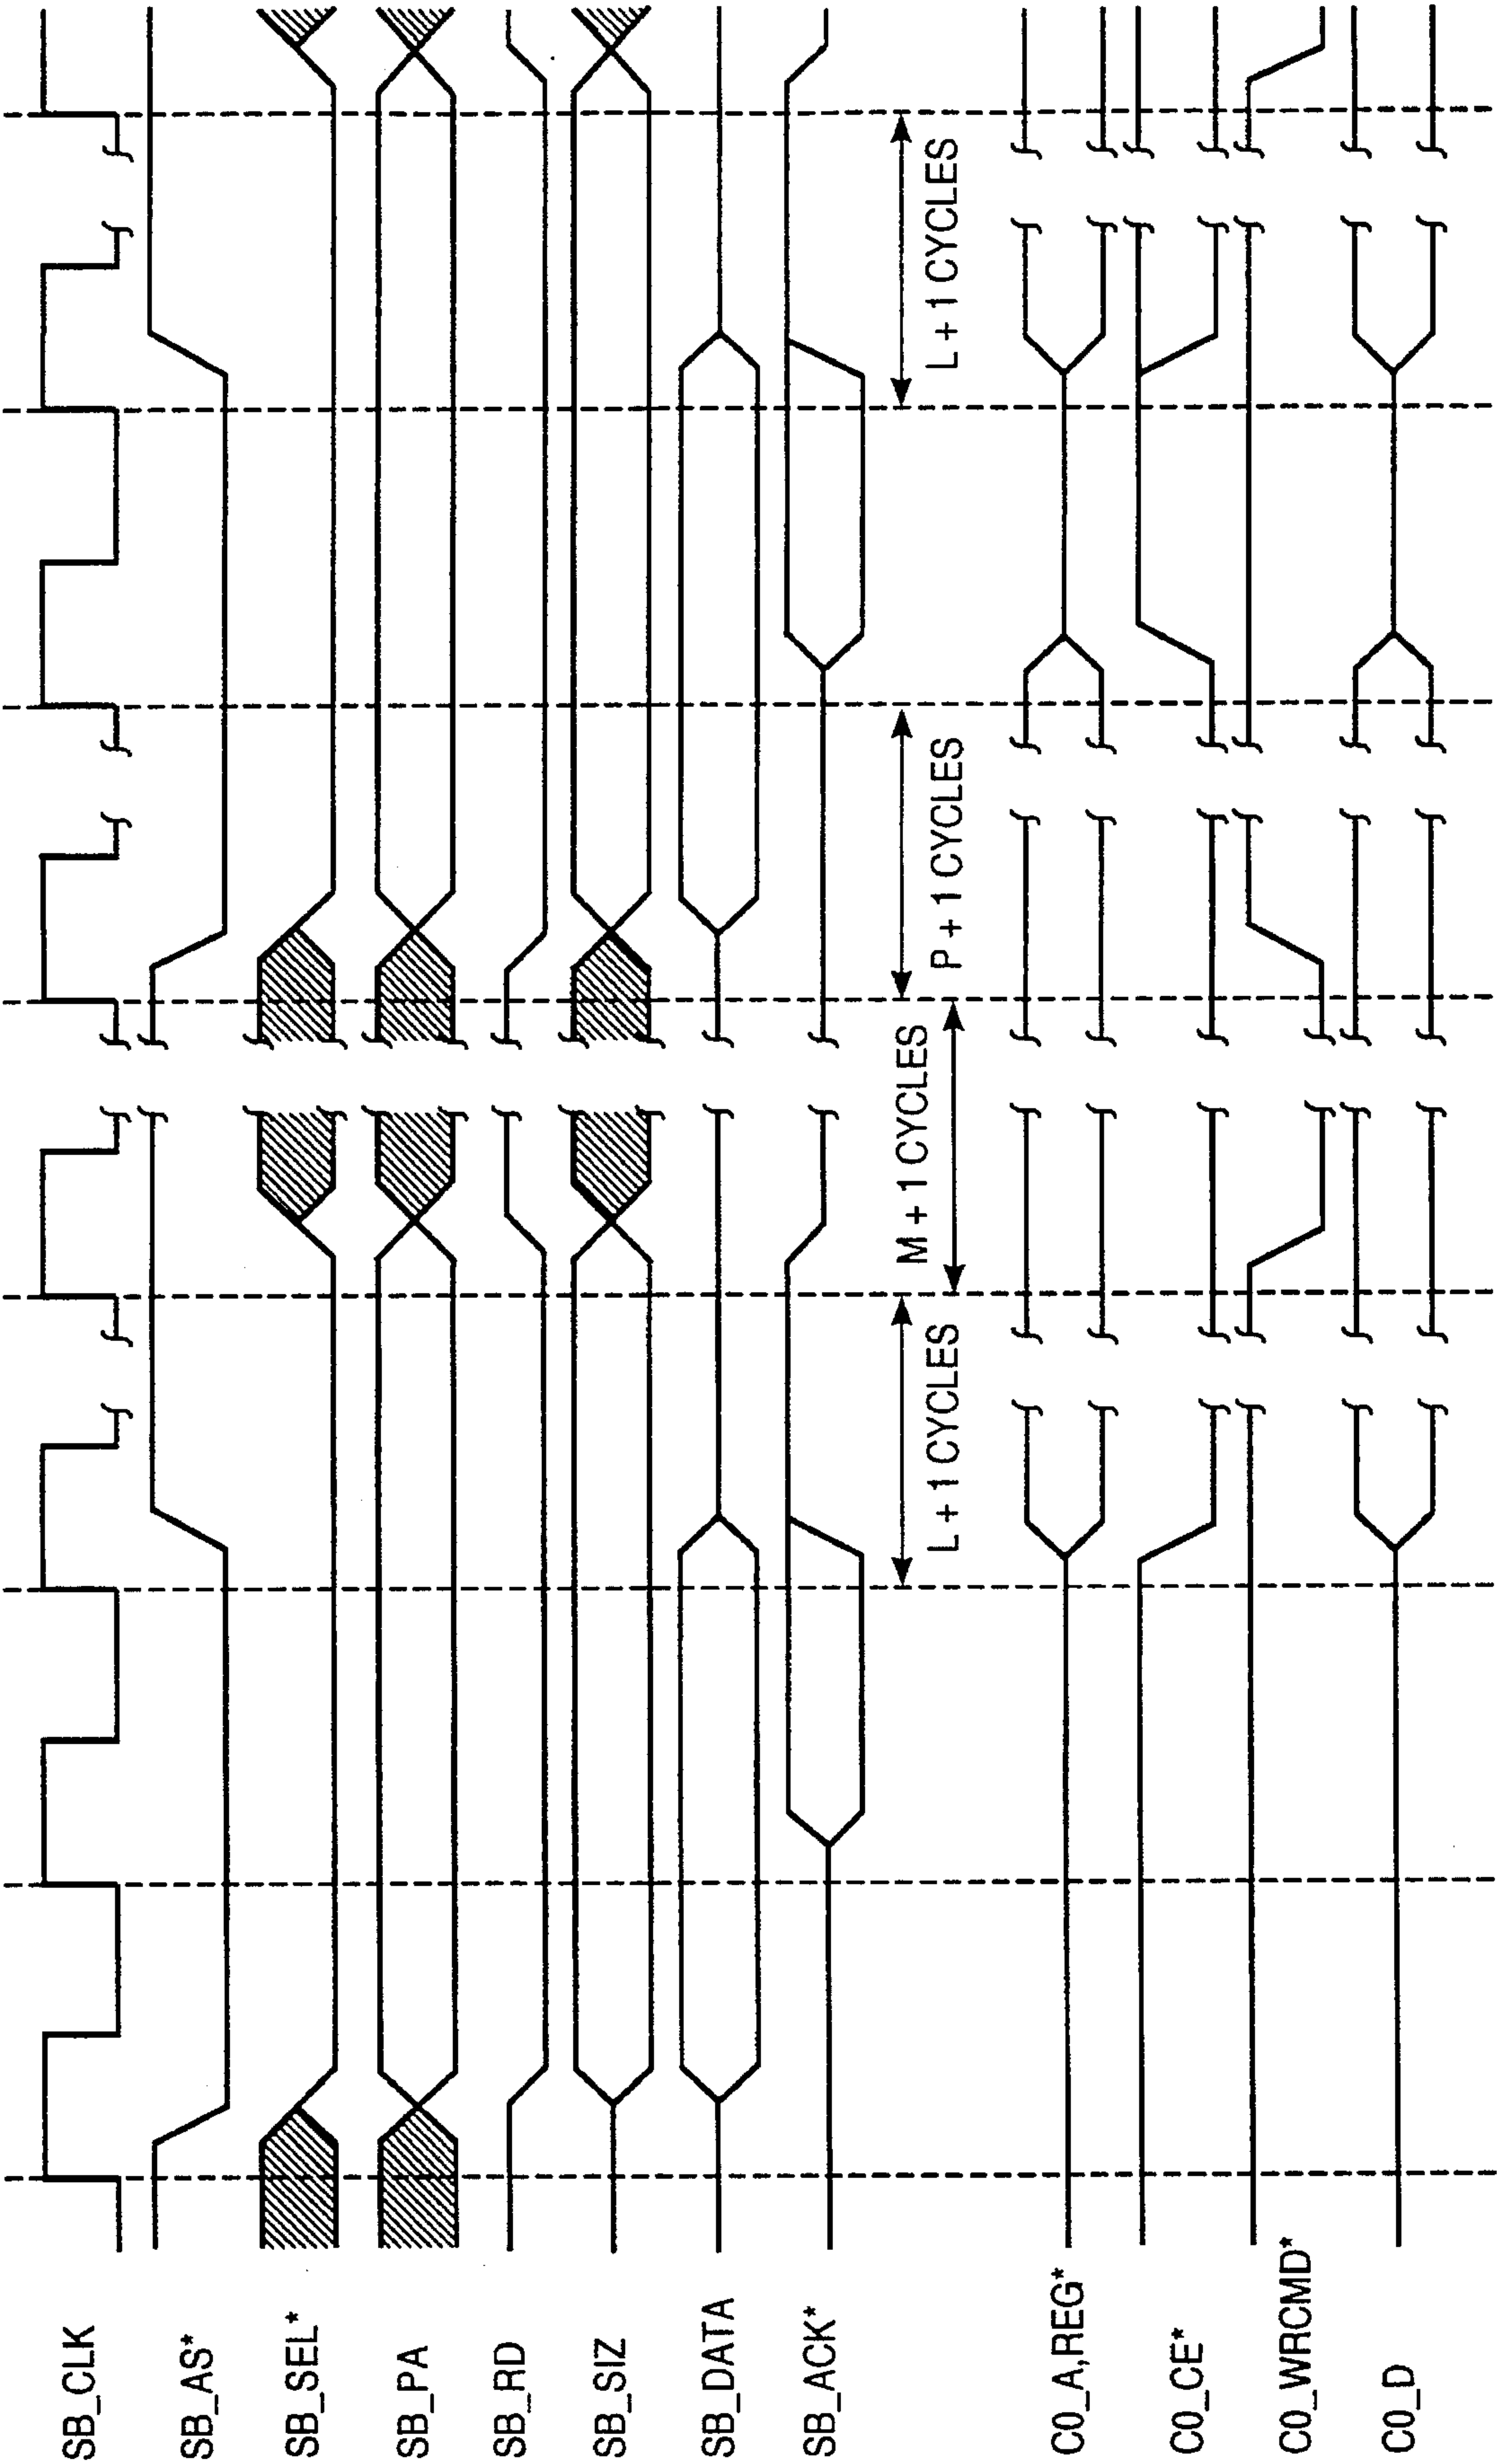 SB_CLK
SB_AS*
SB_SEL*
SB_PA
SB_RD
SB_SIZ
SB_DATA
SB_ACK*
L + 1 CYCLES
M + 1 CYCLES
P + 1 CYCLES
L + 1 CYCLES
C0_A,REG*
C0_CE*
C0_WRCMD*
C0_D